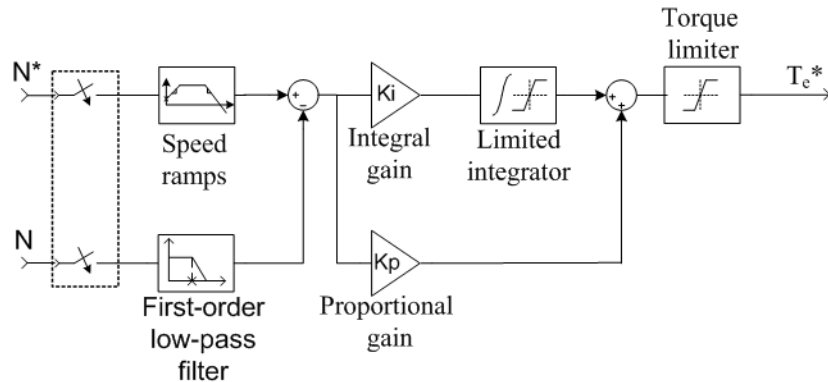 Torque
limiter
N*
Ki
Te*
Speed
ramps
Integral
gain
Limited
integrator
N
Kp
First-order
low-pass
filter
Proportional
gain